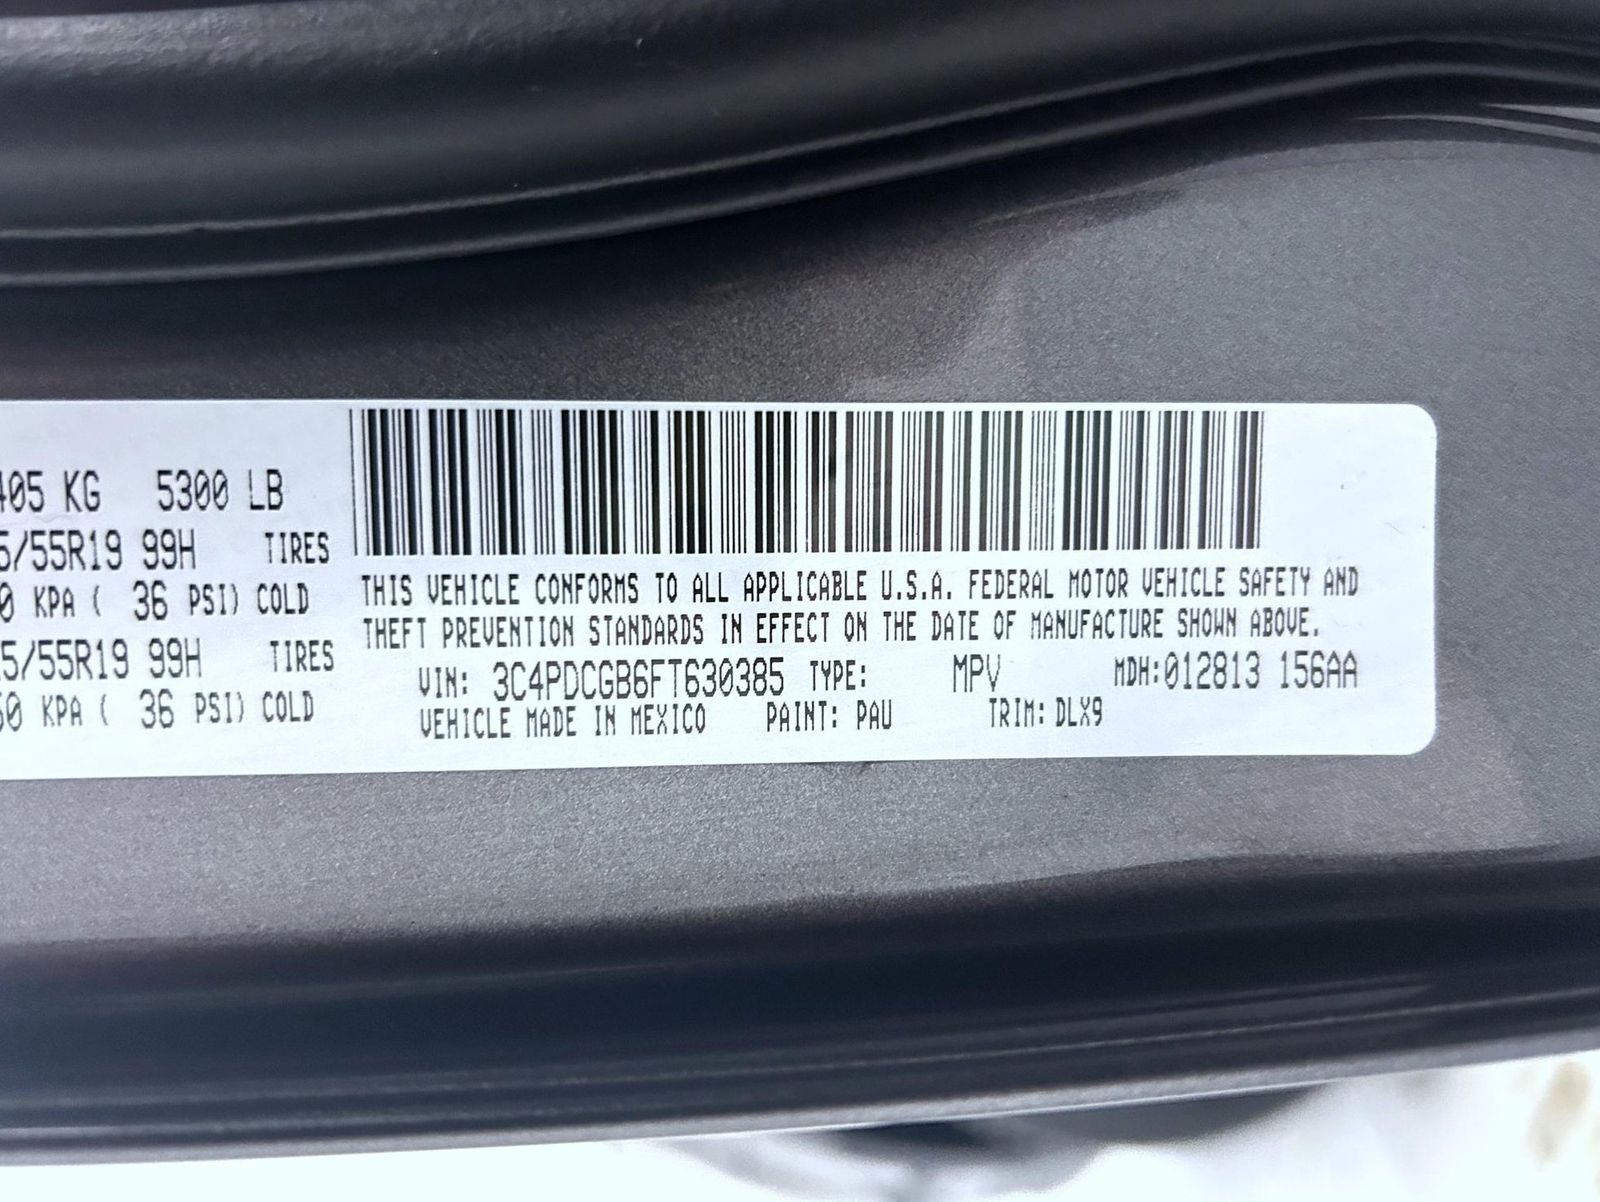 405 KG 5300 LB
5/55R19 99H TIRES
0 KPA ( 36 PSI) COLD
5/55R19 99H TIRES
50 KPA ( 36 PSI) COLD
THIS VEHICLE CONFORMS TO ALL APPLICABLE U.S.A. FEDERAL MOTOR VEHICLE SAFETY AND
THEFT PREVENTION STANDARDS IN EFFECT ON THE DATE OF MANUFACTURE SHOWN ABOVE.
VIN: 3C4PDCGB6FT630385 TYPE: MPV MDH:012813 156AA
VEHICLE MADE IN MEXICO PAINT: PAU TRIM: DLX9